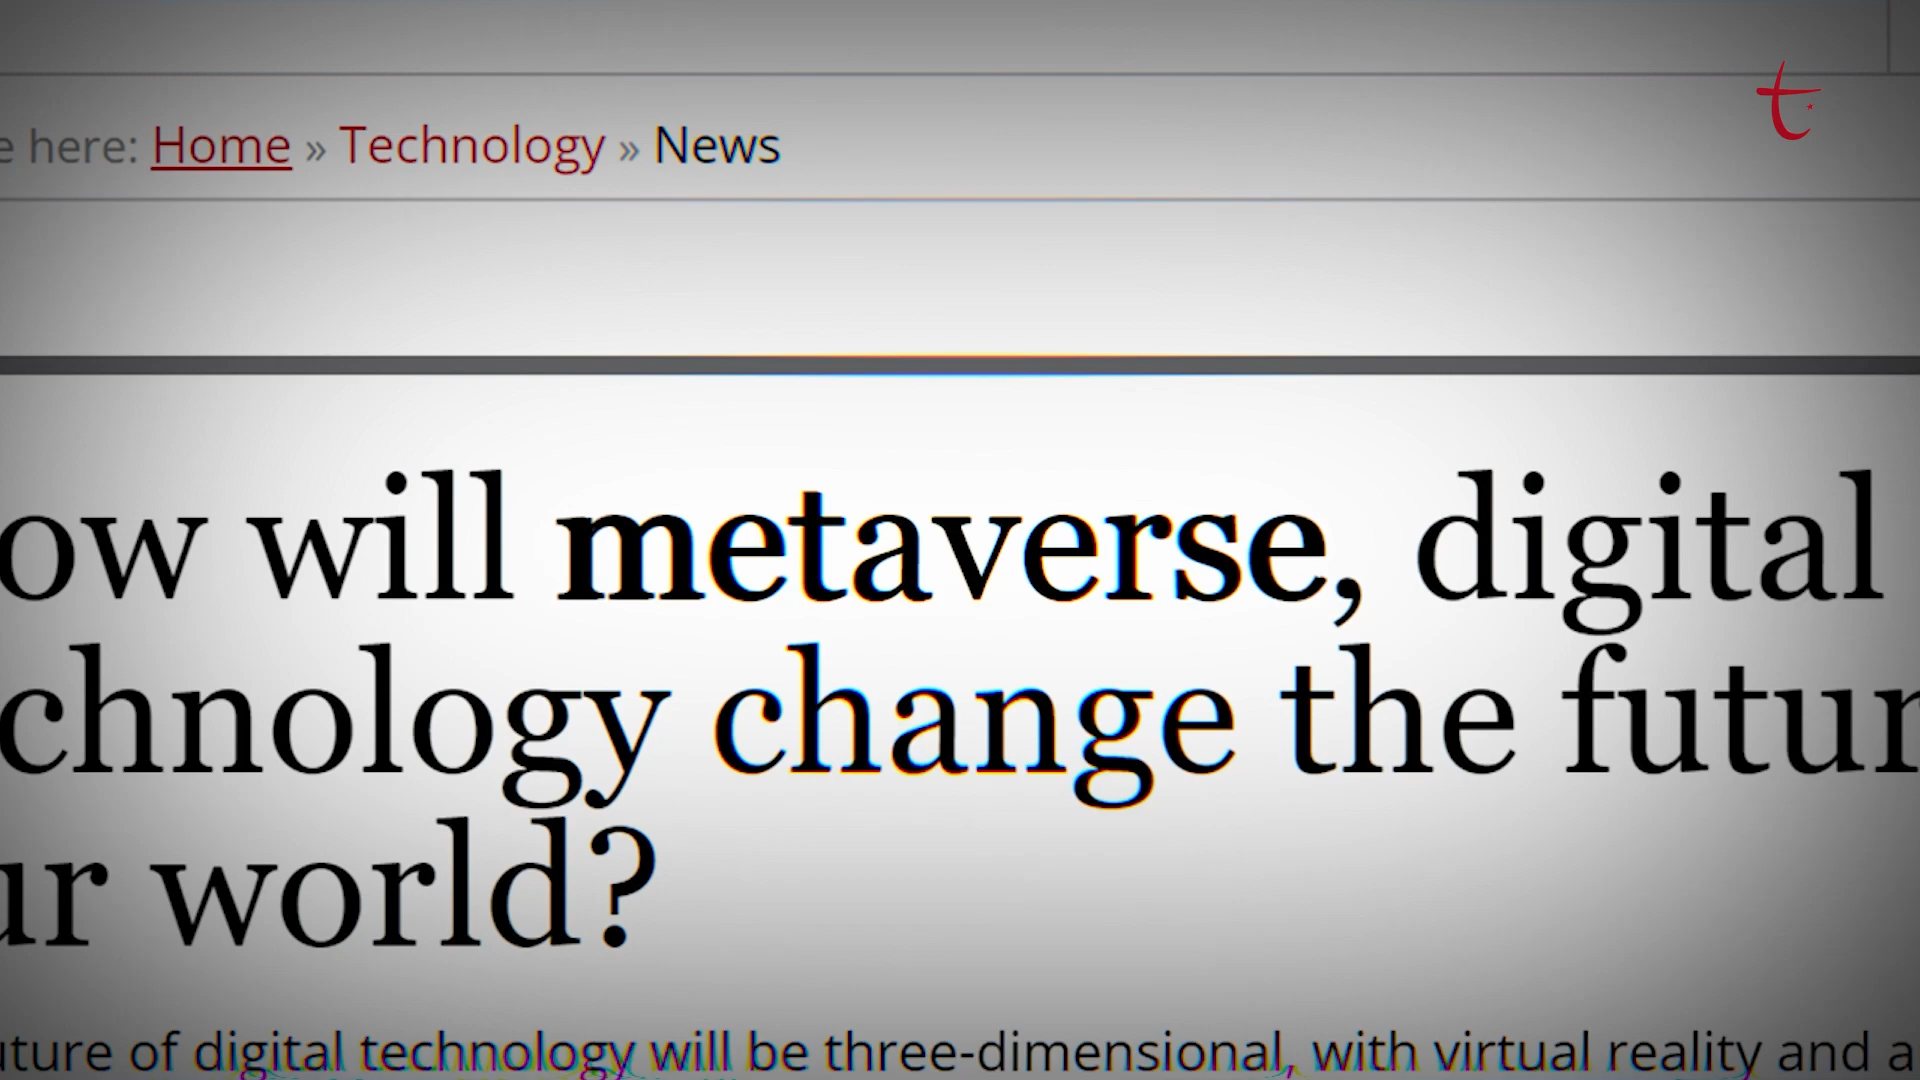 e here: Home » Technology » News
t
ow will metaverse, digital
chnology change the futur
ur world?
uture of digital technology will be three-dimensional, with virtual reality and a